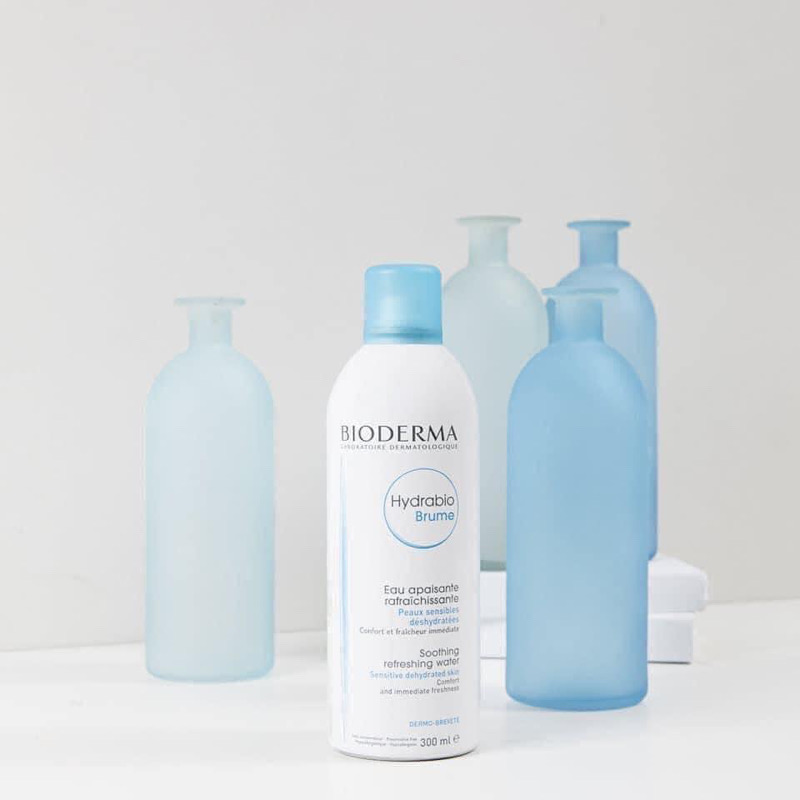 BIODERMA
LABORATOIRE DERMATOLOGIQUE
Hydrabio
Brume
Eau apaisante
rafraîchissante
Peaux sensibles
déshydratées
Confort et fraîcheur immédiate
Soothing
refreshing water
Sensitive dehydrated skin
Comfort
and immediate freshness
DERMO-BREVETÉ
300 ml ℮